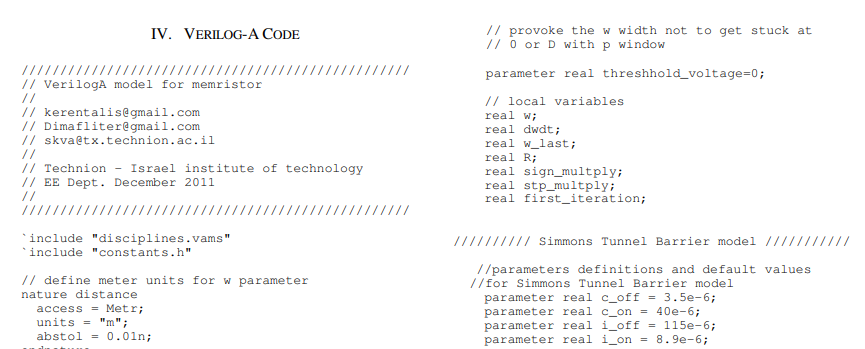 IV. VERILOG-A CODE
///////////////////////////////////////////////////
// VerilogA model for memristor
//
// kerentalis@gmail.com
// Dimafliter@gmail.com
// skva@tx.technion.ac.il
//
// Technion - Israel institute of technology
// EE Dept. December 2011
//
///////////////////////////////////////////////////
`include "disciplines.vams"
`include "constants.h"
// define meter units for w parameter
nature distance
access = Metr;
units = "m";
abstol = 0.01n;
// provoke the w width not to get stuck at
// 0 or D with p window
parameter real threshhold_voltage=0;
// local variables
real w;
real dwdt;
real w_last;
real R;
real sign_multply;
real stp_multply;
real first_iteration;
////////// Simmons Tunnel Barrier model ///////////
//parameters definitions and default values
//for Simmons Tunnel Barrier model
parameter real c_off = 3.5e-6;
parameter real c_on = 40e-6;
parameter real i_off = 115e-6;
parameter real i_on = 8.9e-6;